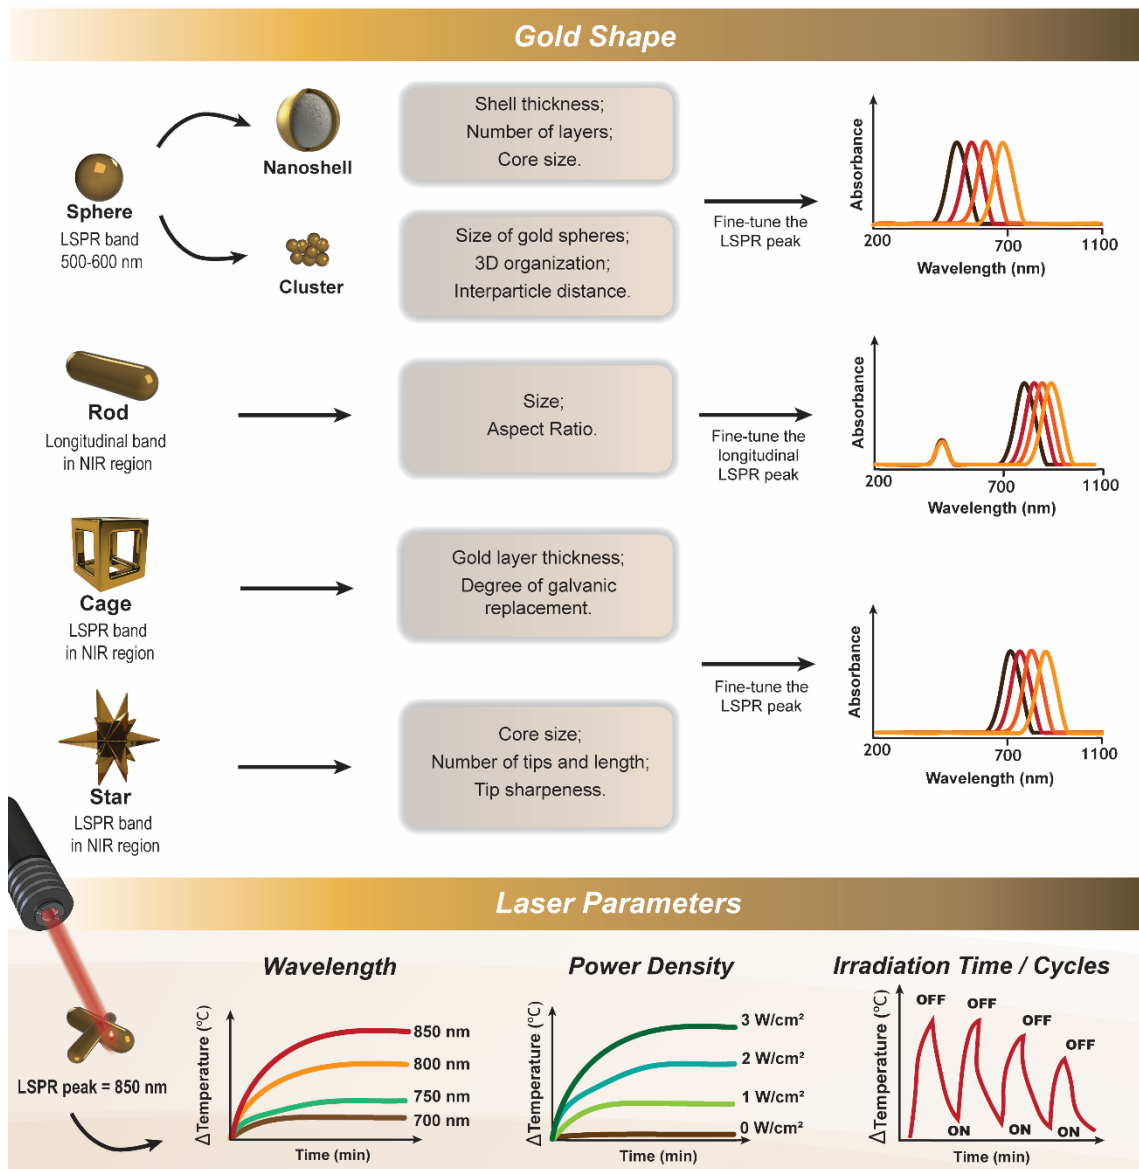 Gold Shape
Sphere
LSPR band
500-600 nm
Nanoshell
Cluster
Shell thickness;
Number of layers;
Core size.
Size of gold spheres;
3D organization;
Interparticle distance.
Fine-tune the
LSPR peak
Absorbance
200
700
1100
Wavelength (nm)
Rod
Longitudinal band
in NIR region
Size;
Aspect Ratio.
Fine-tune the
longitudinal
LSPR peak
Absorbance
200
700
1100
Wavelength (nm)
Cage
LSPR band
in NIR region
Gold layer thickness;
Degree of galvanic
replacement.
Star
LSPR band
in NIR region
Core size;
Number of tips and length;
Tip sharpeness.
Fine-tune the
LSPR peak
Absorbance
200
700
1100
Wavelength (nm)
Laser Parameters
LSPR peak = 850 nm
Wavelength
ΔTemperature (°C)
850 nm
800 nm
750 nm
700 nm
Time (min)
Power Density
ΔTemperature (°C)
3 W/cm²
2 W/cm²
1 W/cm²
0 W/cm²
Time (min)
Irradiation Time / Cycles
ΔTemperature (°C)
OFF
OFF
OFF
OFF
ON
ON
ON
Time (min)